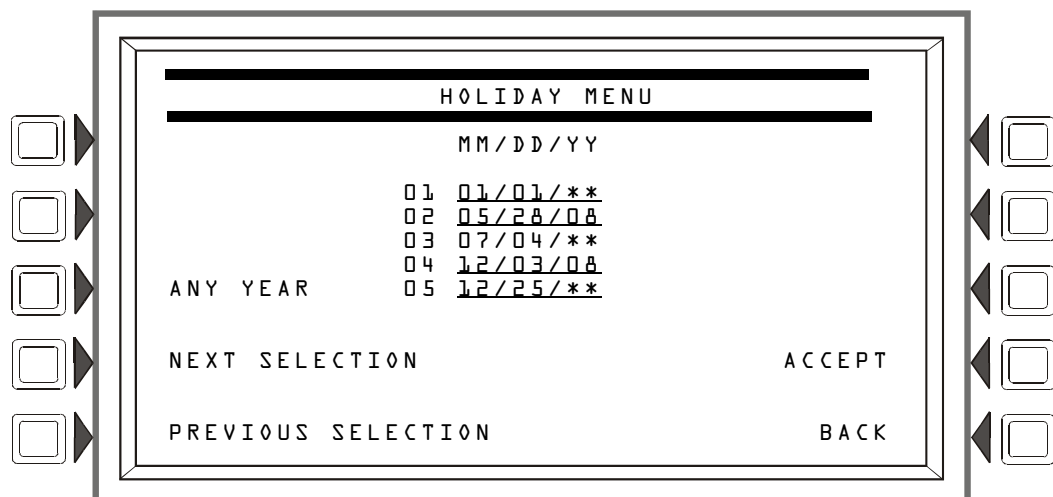 HOLIDAY MENU
MM/DD/YY
01 01/01/**
02 05/28/08
03 07/04/**
04 12/03/08
ANY YEAR 05 12/25/**
NEXT SELECTION ACCEPT
PREVIOUS SELECTION BACK